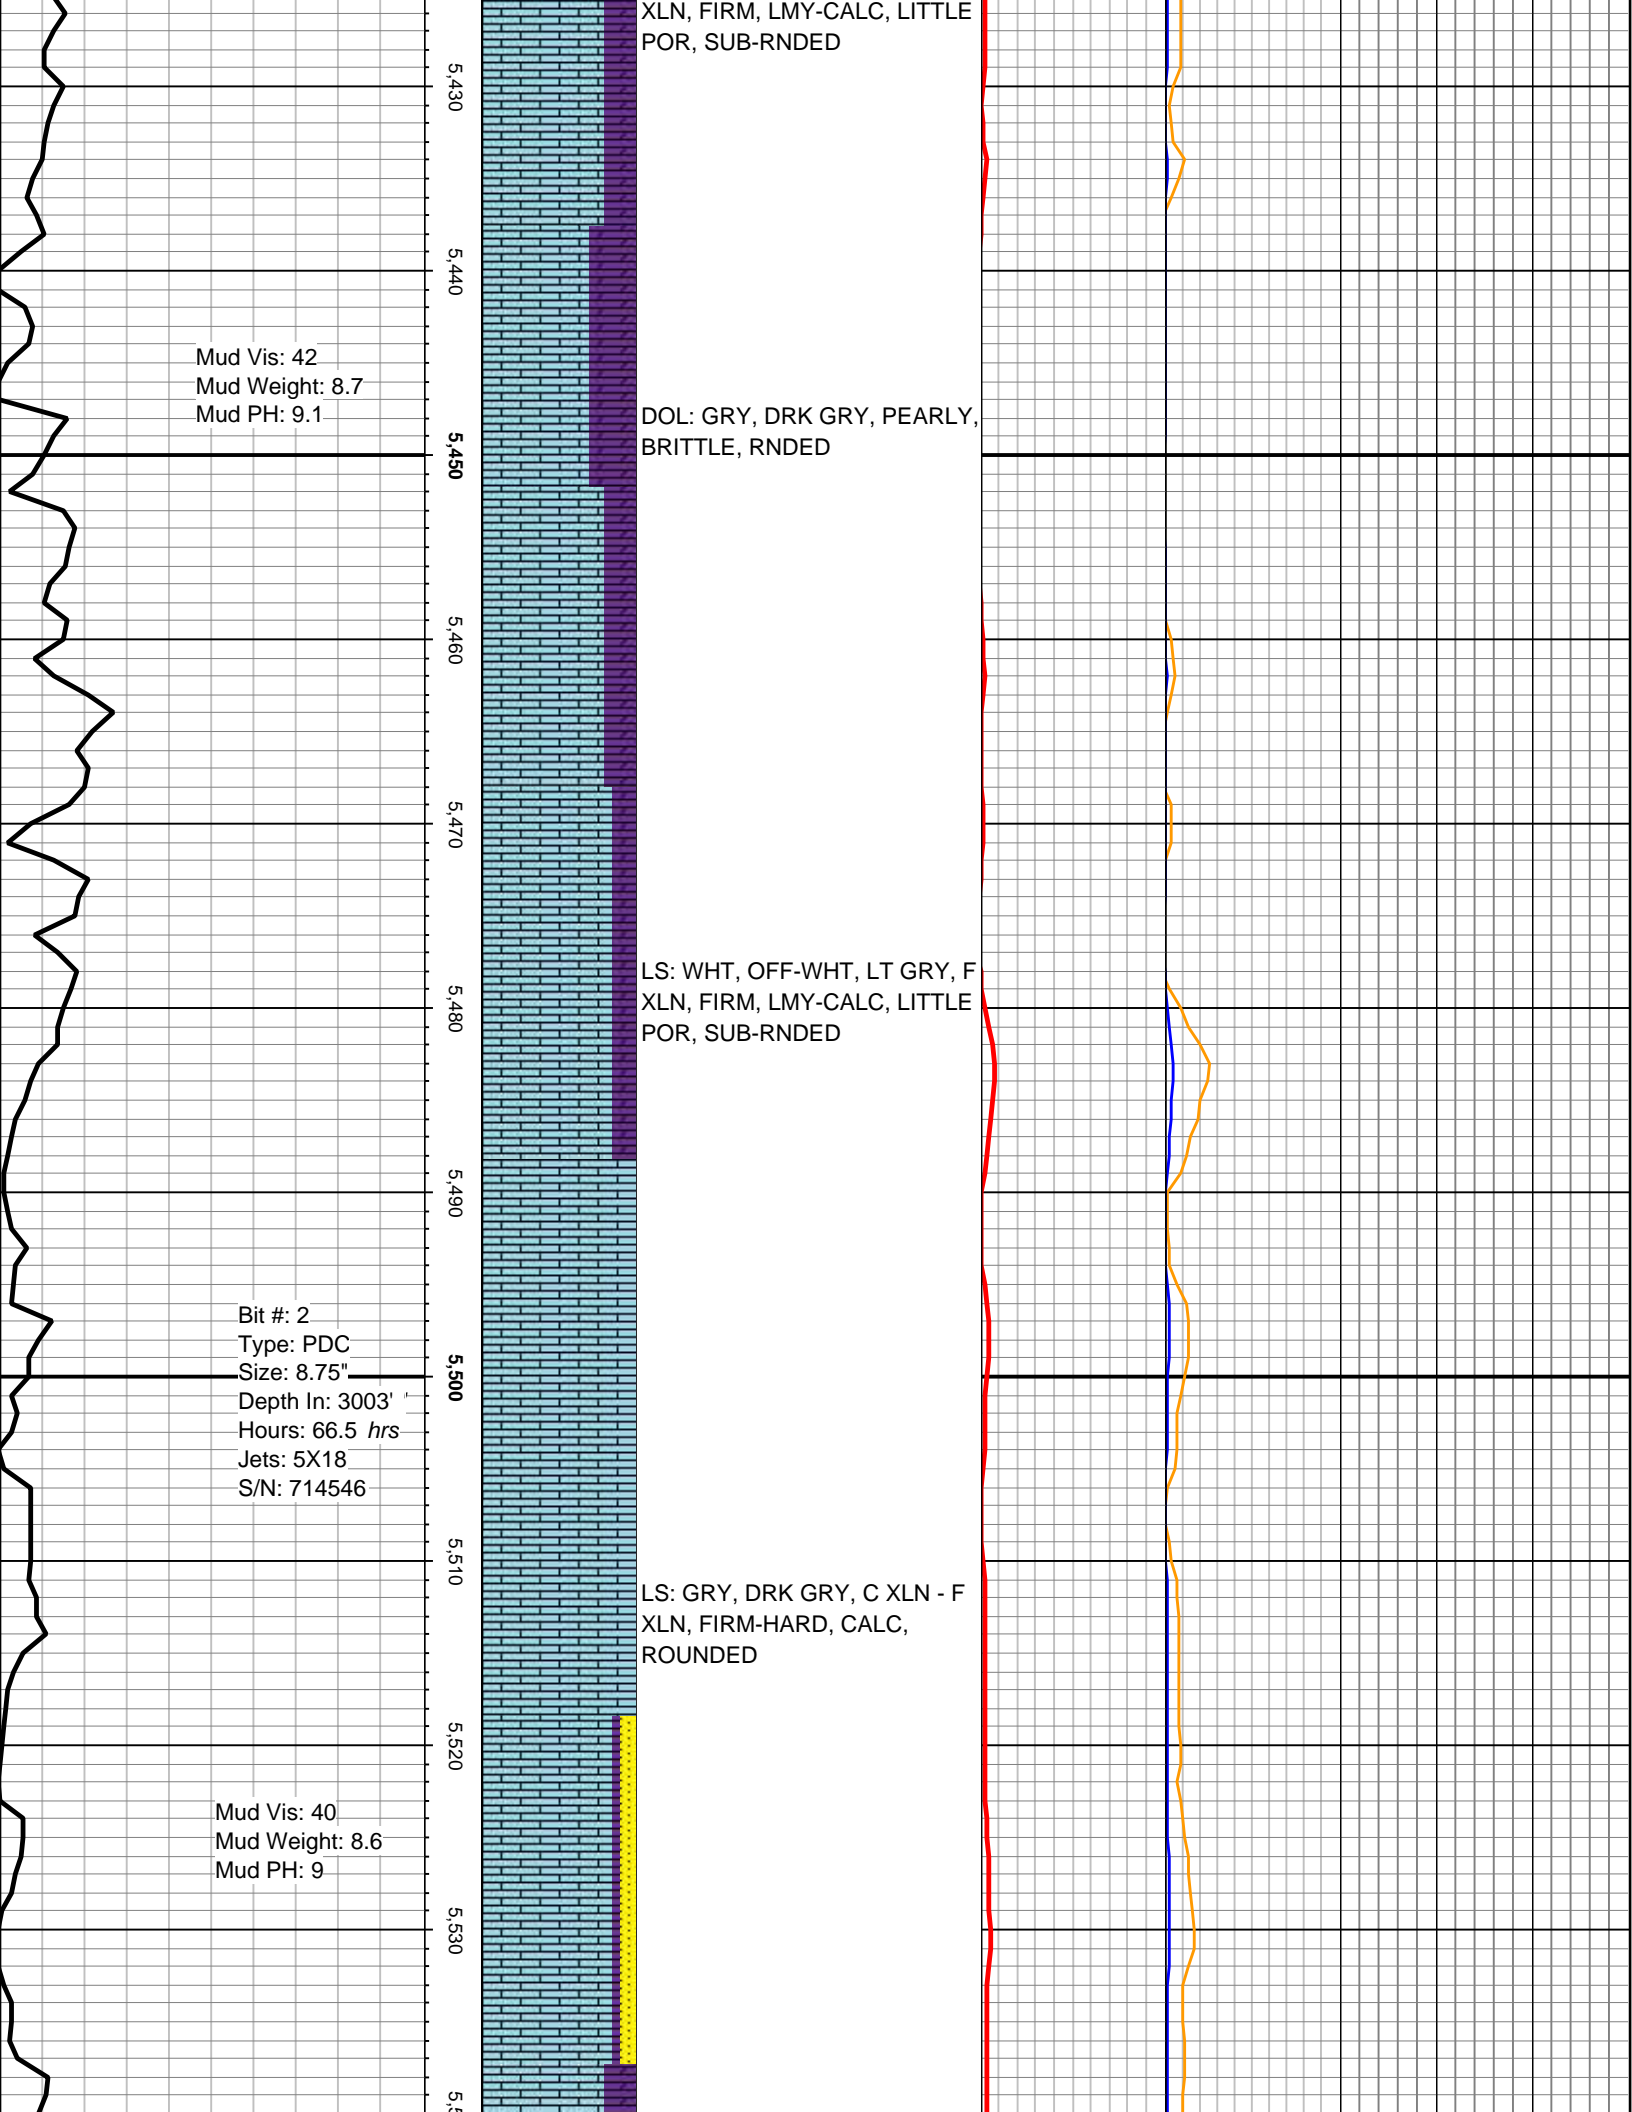 XLN, FIRM, LMY-CALC, LITTLE
POR, SUB-RNDED
5,430
5,440
Mud Vis: 42
Mud Weight: 8.7
Mud PH: 9.1
DOL: GRY, DRK GRY, PEARLY,
BRITTLE, RNDED
5,450
5,460
5,470
LS: WHT, OFF-WHT, LT GRY, F
XLN, FIRM, LMY-CALC, LITTLE
POR, SUB-RNDED
5,480
5,490
Bit #: 2
Type: PDC
Size: 8.75"
Depth In: 3003' '
Hours: 66.5 hrs
Jets: 5X18
S/N: 714546
5,500
5,510
LS: GRY, DRK GRY, C XLN - F
XLN, FIRM-HARD, CALC,
ROUNDED
5,520
Mud Vis: 40
Mud Weight: 8.6
Mud PH: 9
5,530